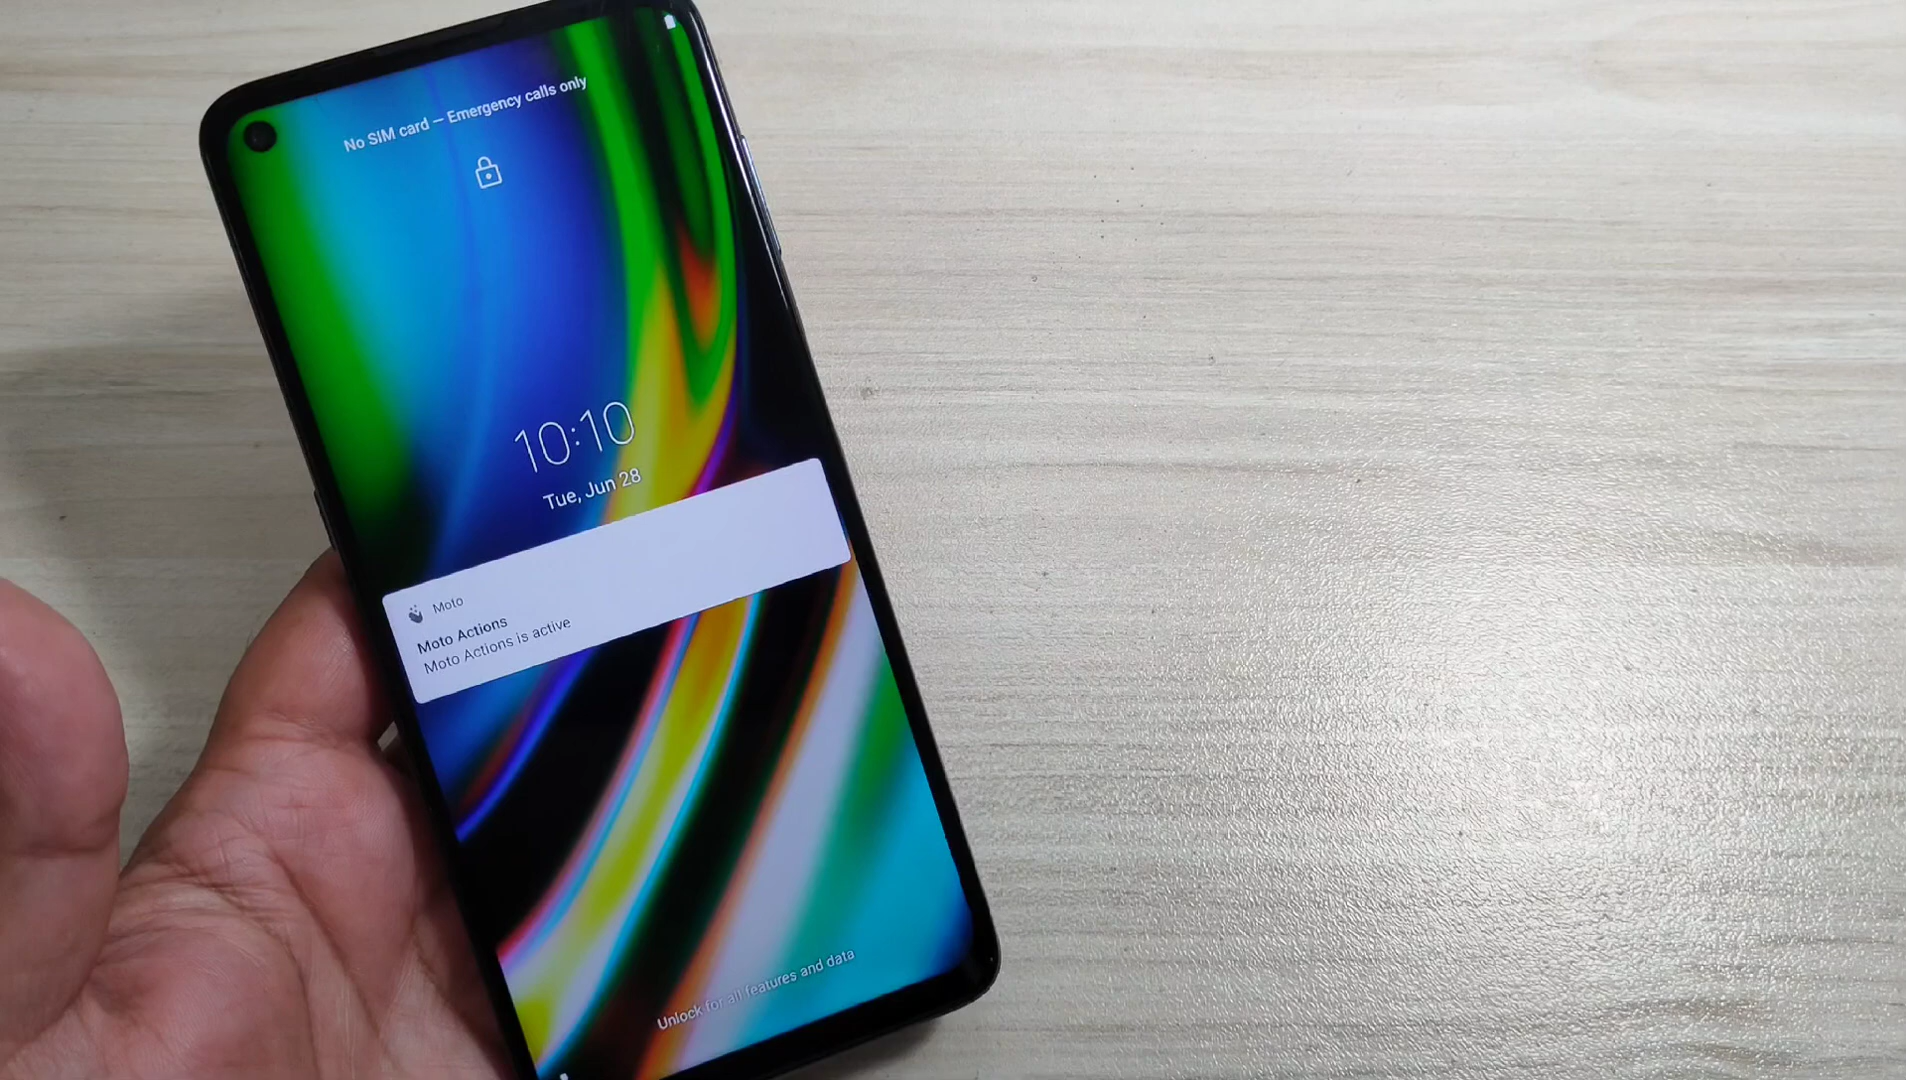 No SIM card — Emergency calls only
10:10
Tue, Jun 28
Moto
Moto Actions
Moto Actions is active
Unlock for all features and data